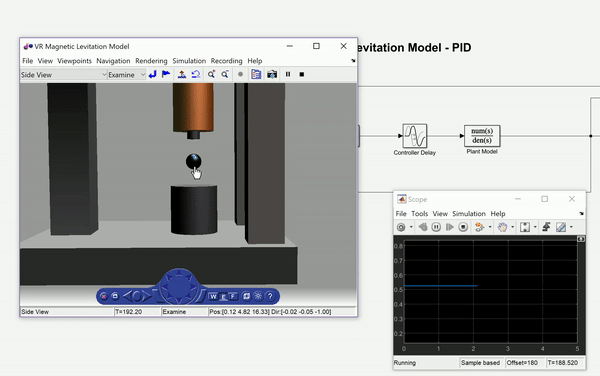 VR Magnetic Levitation Model
evitation Model - PID
File View Viewpoints Navigation Rendering Simulation Recording Help
Side View Examine
num(s)
den(s)
Controller Delay
Plant Model
Scope
File Tools View Simulation Help
0.8
0.7
0.6
0.5
0.4
0.3
0.2
0 1 2 3 4 5
W E F
Side View T=192.20 Examine Pos:[0.12 4.82 16.33] Dir:[-0.02 -0.05 -1.00]
Running Sample based Offset=180 T=188.520